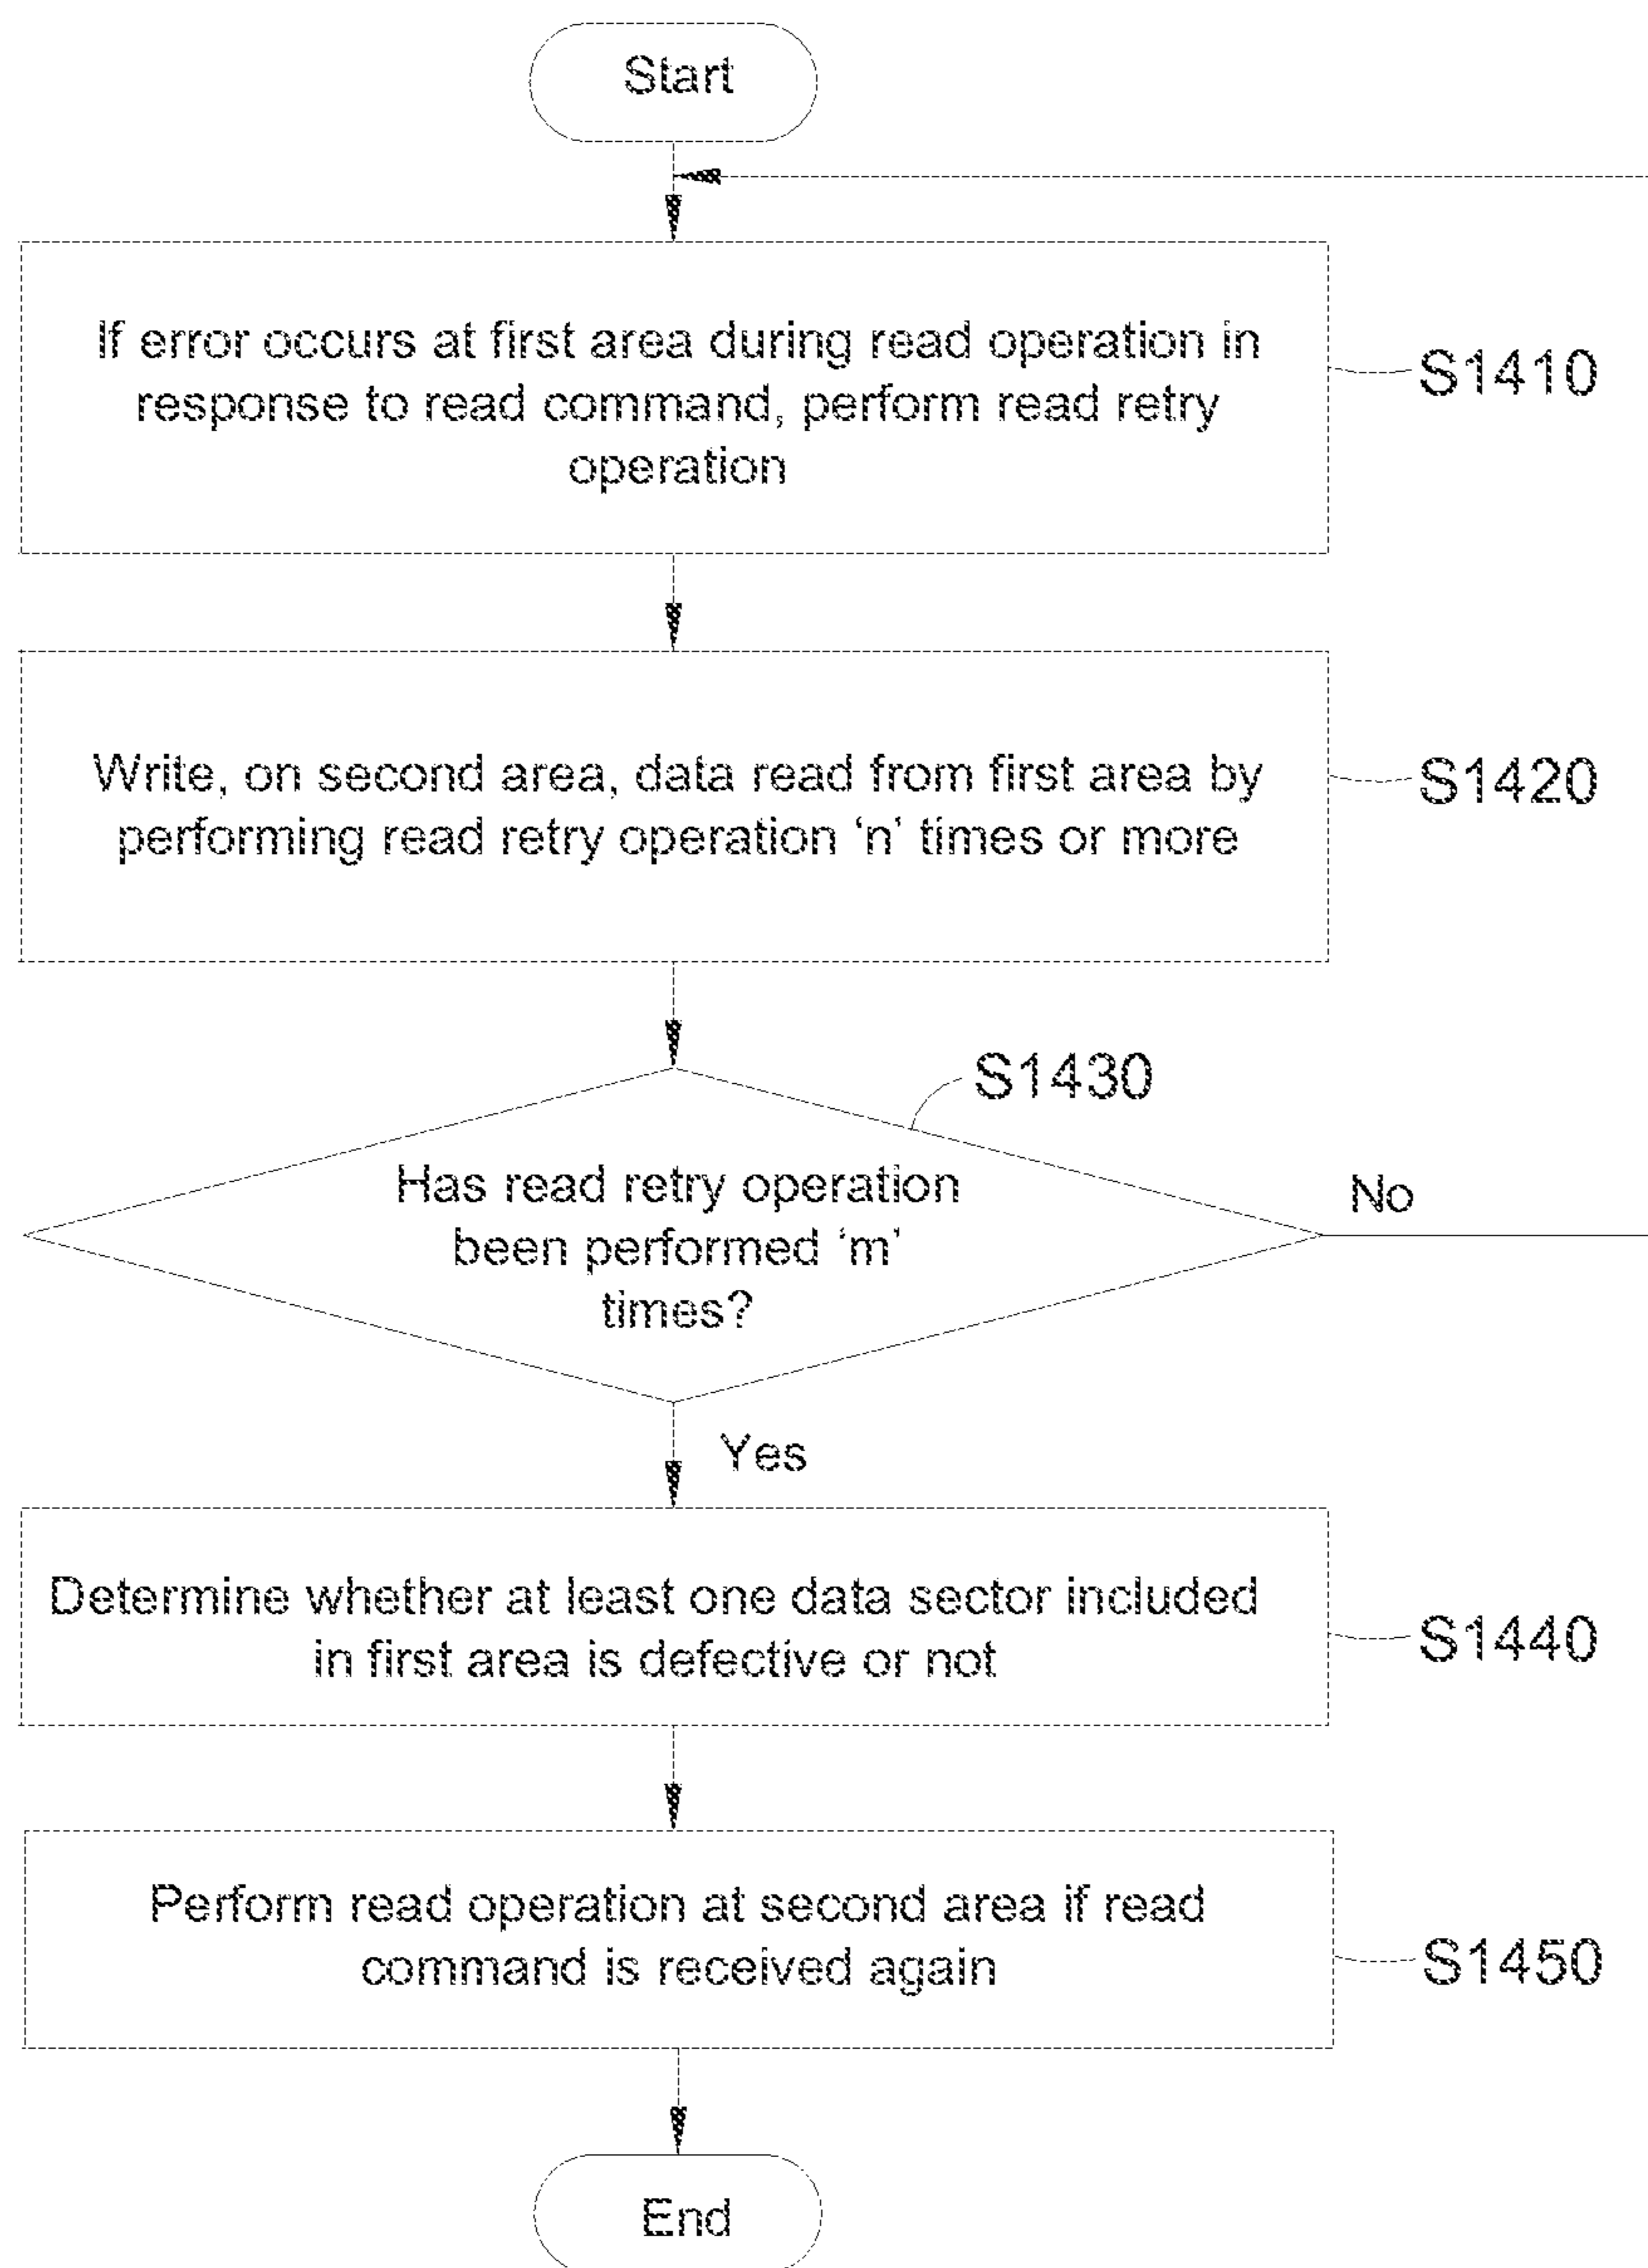 Start
If error occurs at first area during read operation in
response to read command, perform read retry
operation
S1410
Write, on second area, data read from first area by
performing read retry operation ‘n’ times or more
S1420
S1430
Has read retry operation
been performed ‘m’
times?
No
Yes
Determine whether at least one data sector included
in first area is defective or not
S1440
Perform read operation at second area if read
command is received again
S1450
End